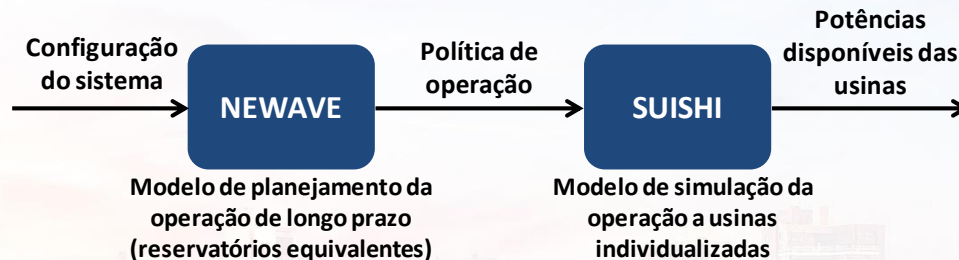 Configuração
do sistema
NEWAVE
Modelo de planejamento da
operação de longo prazo
(reservatórios equivalentes)
Política de
operação
SUISHI
Modelo de simulação da
operação a usinas
individualizadas
Potências
disponíveis das
usinas